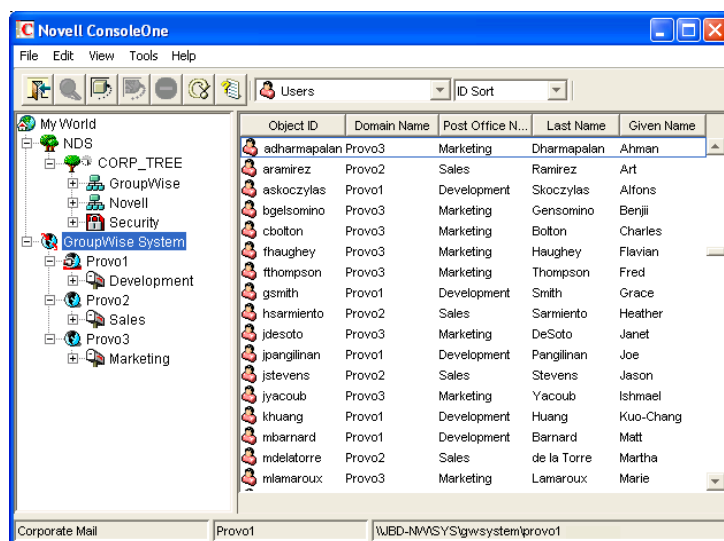 Novell ConsoleOne
File Edit View Tools Help
Users ID Sort
My World
NDS
CORP_TREE
GroupWise
Novell
Security
GroupWise System
Provo1
Development
Provo2
Sales
Provo3
Marketing
Object ID Domain Name Post Office N... Last Name Given Name
adharmapalan Provo3 Marketing Dharmapalan Ahman
aramirez Provo2 Sales Ramirez Art
askoczylas Provo1 Development Skoczylas Alfons
bgelsomino Provo3 Marketing Gensomino Benjii
cbolton Provo3 Marketing Bolton Charles
fhaughey Provo3 Marketing Haughey Flavian
fthompson Provo3 Marketing Thompson Fred
gsmith Provo1 Development Smith Grace
hsarmiento Provo2 Sales Sarmiento Heather
jdesoto Provo3 Marketing DeSoto Janet
jpangilinan Provo1 Development Pangilinan Joe
jstevens Provo2 Sales Stevens Jason
jyacoub Provo3 Marketing Yacoub Ishmael
khuang Provo1 Development Huang Kuo-Chang
mbarnard Provo1 Development Barnard Matt
mdelatorre Provo2 Sales de la Torre Martha
mlamaroux Provo3 Marketing Lamaroux Marie
Corporate Mail Provo1 \\JBD-NW\SYS\gwsystem\provo1